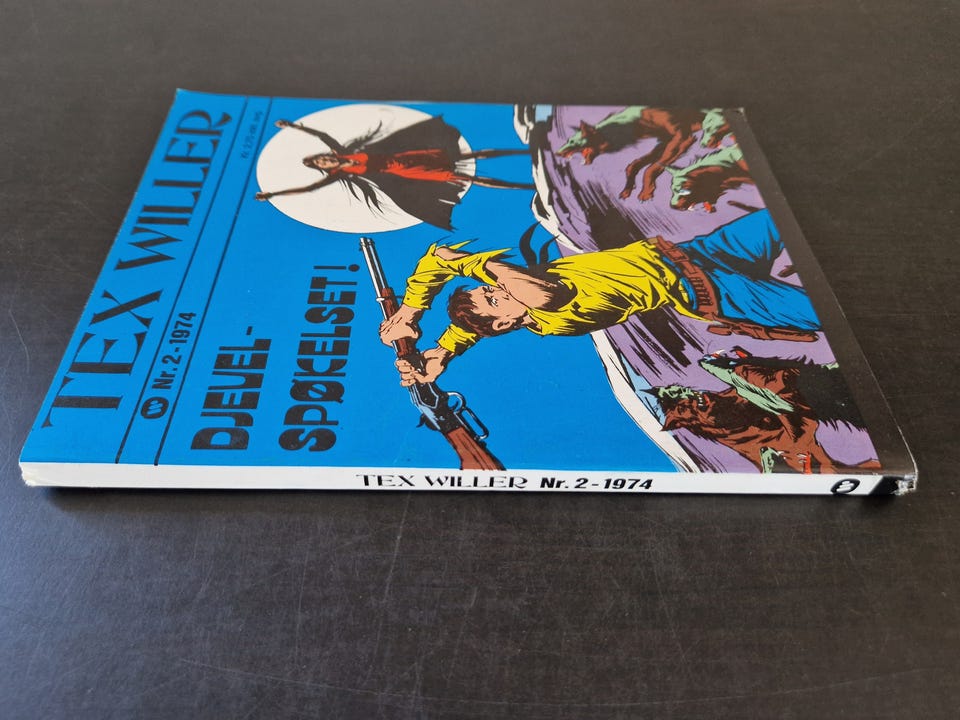 TEX WILLER
Nr. 2-1974
DJEVEL-
SPØKELSET!
TEX WILLER Nr. 2-1974